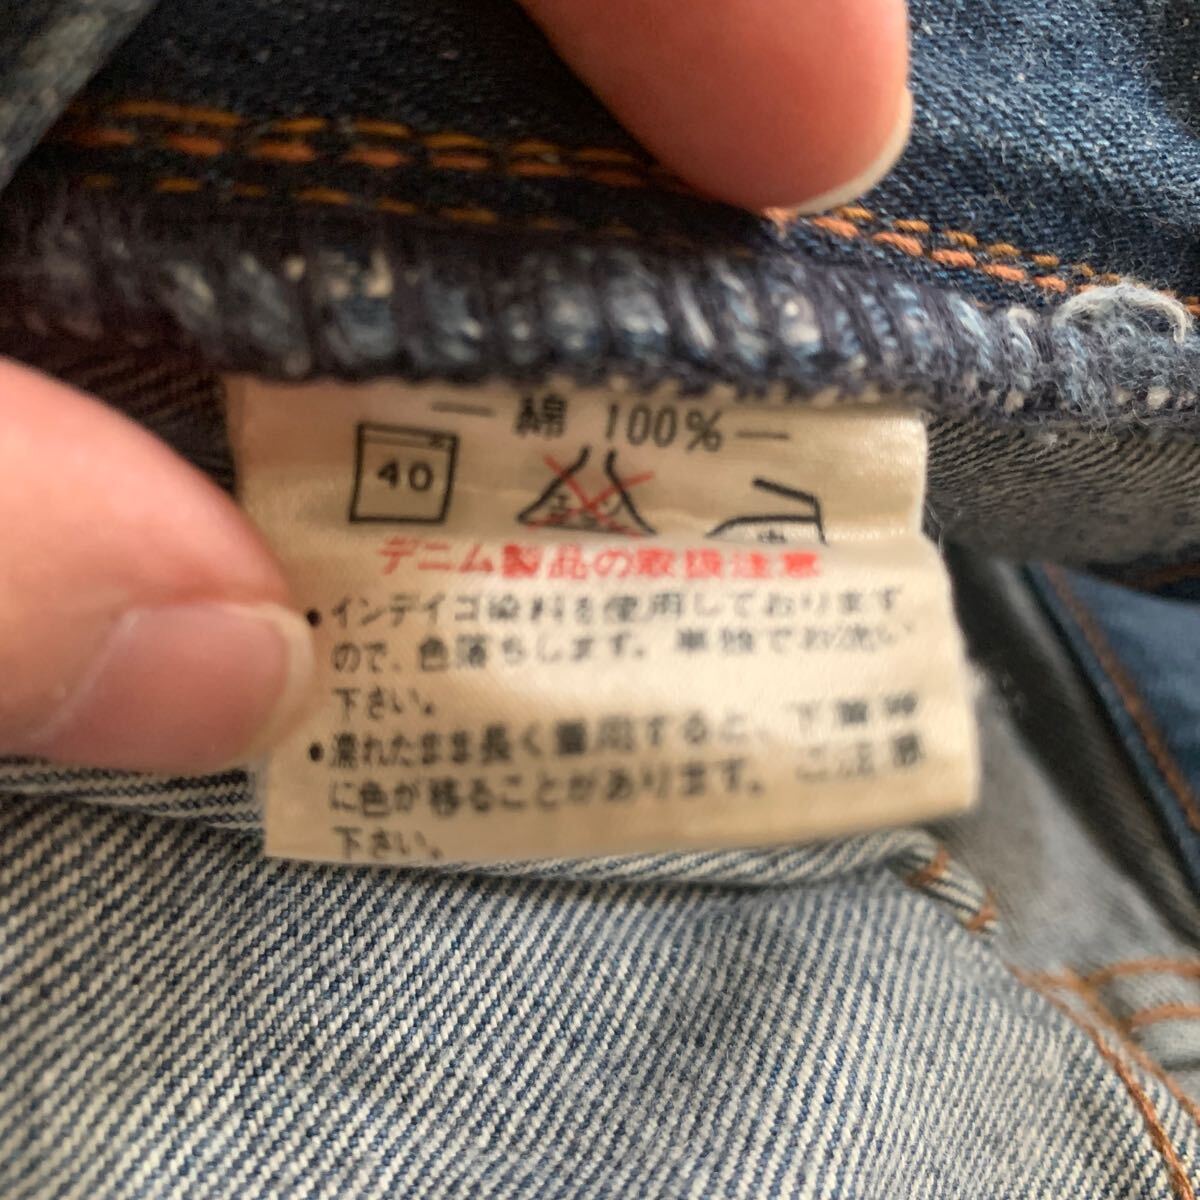 ― 綿 100% ―
40
中
デニム製品の取扱注意
●インデイゴ染料を使用しております
ので、色落ちします。単独でお洗い
下さい。
●濡れたまま長く着用すると、下着等
に色が移ることがあります。ご注意
下さい。